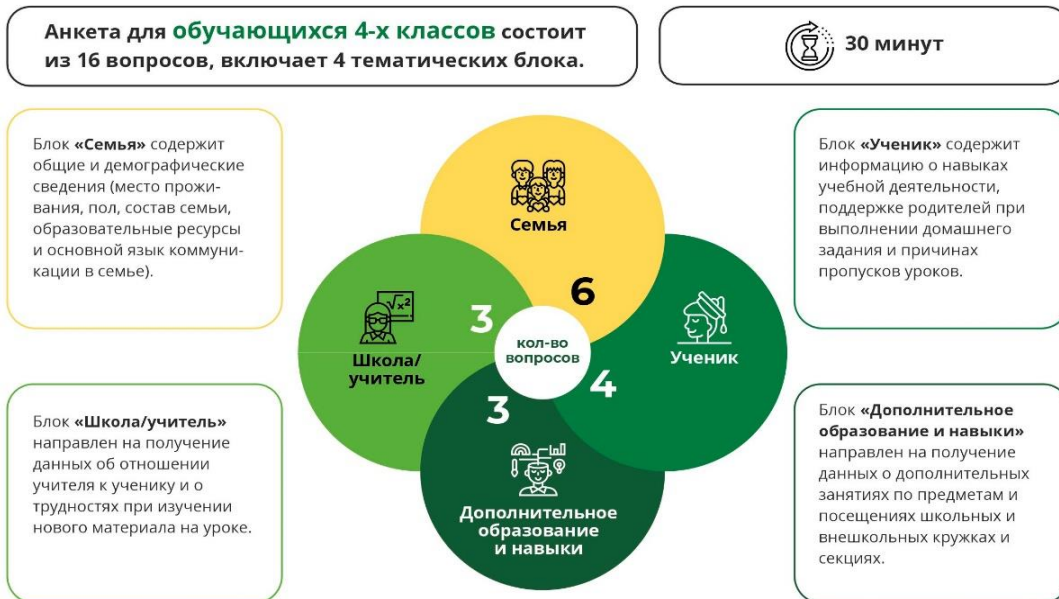 Анкета для обучающихся 4-х классов состоит
из 16 вопросов, включает 4 тематических блока.
30 минут
Блок «Семья» содержит
общие и демографические
сведения (место прожи-
вания, пол, состав семьи,
образовательные ресурсы
и основной язык коммуни-
кации в семье).
Блок «Ученик» содержит
информацию о навыках
учебной деятельности,
поддержке родителей при
выполнении домашнего
задания и причинах
пропусков уроков.
Семья
6
√x²
3
Школа/
учитель
кол-во
вопросов
Ученик
4
3
Дополнительное
образование
и навыки
Блок «Школа/учитель»
направлен на получение
данных об отношении
учителя к ученику и о
трудностях при изучении
нового материала на уроке.
Блок «Дополнительное
образование и навыки»
направлен на получение
данных о дополнительных
занятиях по предметам и
посещениях школьных и
внешкольных кружках и
секциях.